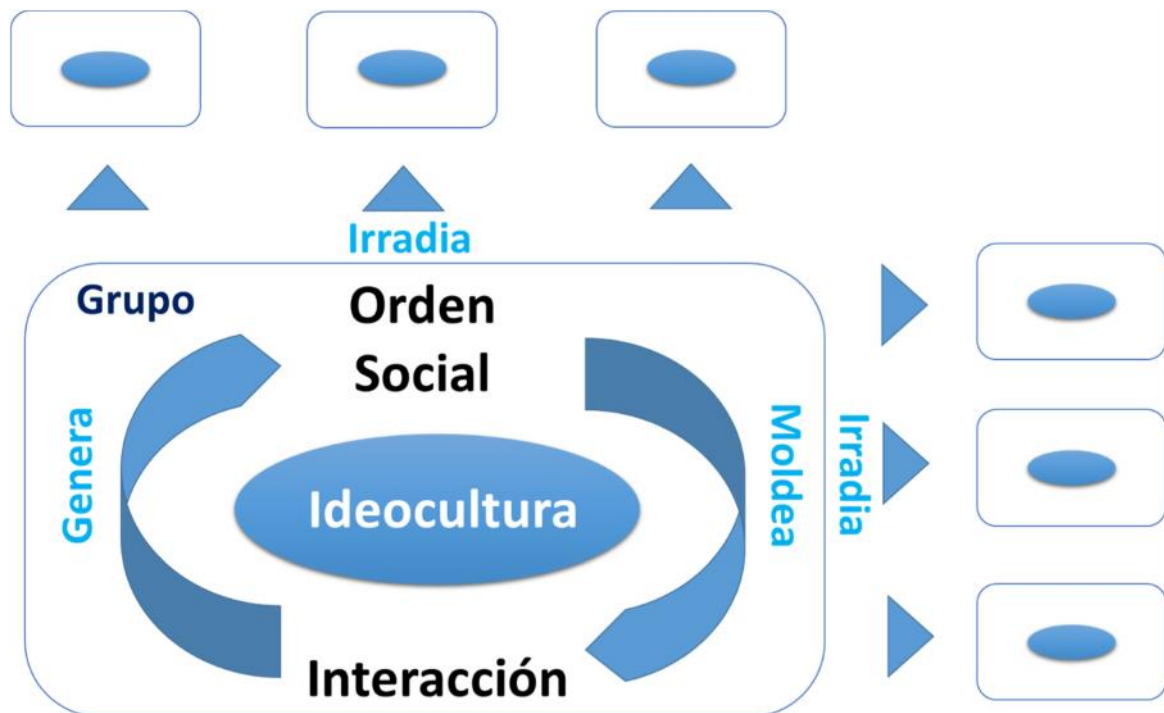 Irradia
Grupo
Orden
Social
Genera
Ideocultura
Moldea
Irradia
Interacción